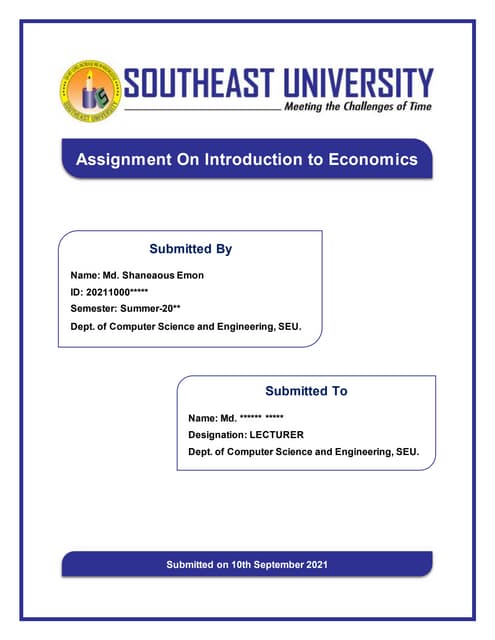 SOUTHEAST UNIVERSITY
Meeting the Challenges of Time
Assignment On Introduction to Economics
Submitted By
Name: Md. Shaneaous Emon
ID: 20211000*****
Semester: Summer-20**
Dept. of Computer Science and Engineering, SEU.
Submitted To
Name: Md. ****** *****
Designation: LECTURER
Dept. of Computer Science and Engineering, SEU.
Submitted on 10th September 2021